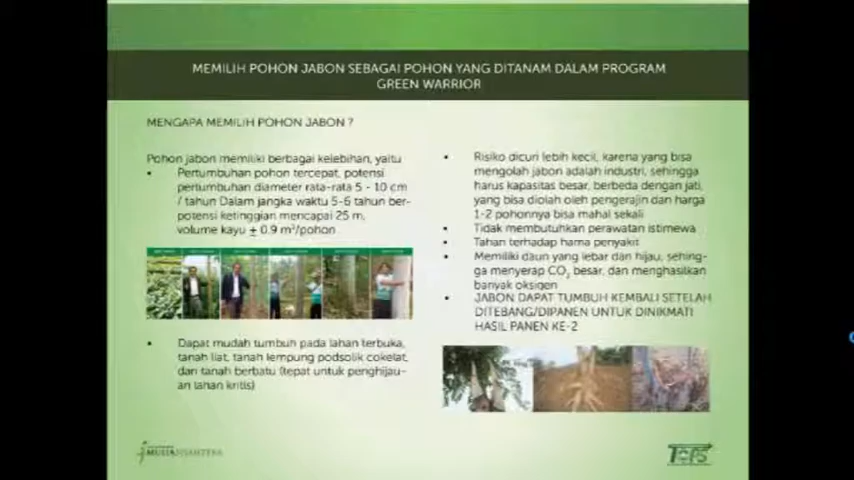 MEMILIH POHON JABON SEBAGAI POHON YANG DITANAM DALAM PROGRAM
GREEN WARRIOR
MENGAPA MEMILIH POHON JABON ?
Pohon jabon memiliki berbagai kelebihan, yaitu
• Pertumbuhan pohon tercepat, potensi
pertumbuhan diameter rata-rata 5 - 10 cm
/ tahun Dalam jangka waktu 5-6 tahun ber-
potensi ketinggian mencapai 25 m,
volume kayu ± 0.9 m³/pohon
• Dapat mudah tumbuh pada lahan terbuka,
tanah liat, tanah lempung podsolik cokelat,
dan tanah berbatu (tepat untuk penghijau-
an lahan kritis)
• Risiko dicuri lebih kecil, karena yang bisa
mengolah jabon adalah industri, sehingga
harus kapasitas besar, berbeda dengan jati,
yang bisa diolah oleh pengerajin dan harga
1-2 pohonnya bisa mahal sekali
• Tidak membutuhkan perawatan istimewa
• Tahan terhadap hama penyakit
• Memiliki daun yang lebar dan hijau, sehing-
ga menyerap CO₂ besar, dan menghasilkan
banyak oksigen
• JABON DAPAT TUMBUH KEMBALI SETELAH
DITEBANG/DIPANEN UNTUK DINIKMATI
HASIL PANEN KE-2